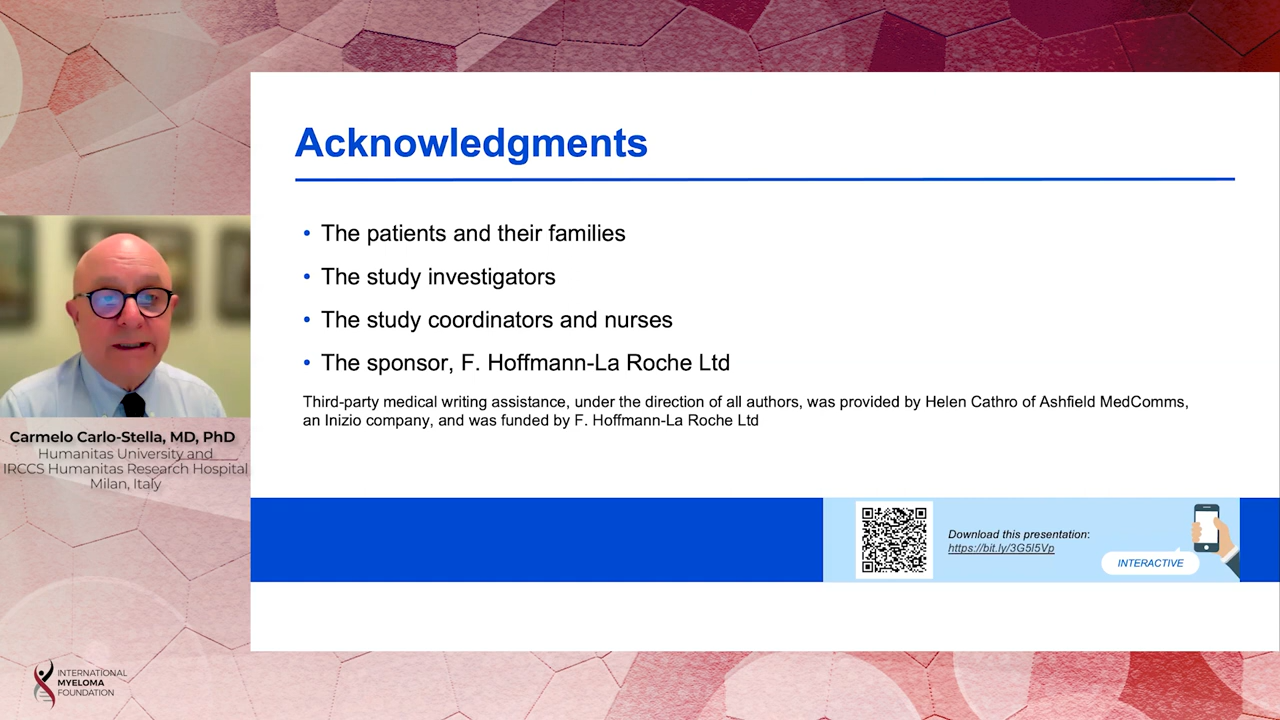 Acknowledgments
• The patients and their families
• The study investigators
• The study coordinators and nurses
• The sponsor, F. Hoffmann-La Roche Ltd
Third-party medical writing assistance, under the direction of all authors, was provided by Helen Cathro of Ashfield MedComms,
an Inizio company, and was funded by F. Hoffmann-La Roche Ltd
Carmelo Carlo-Stella, MD, PhD
Humanitas University and
IRCCS Humanitas Research Hospital
Milan, Italy
Download this presentation:
https://bit.ly/3G5I5Vp
INTERACTIVE
INTERNATIONAL
MYELOMA
FOUNDATION